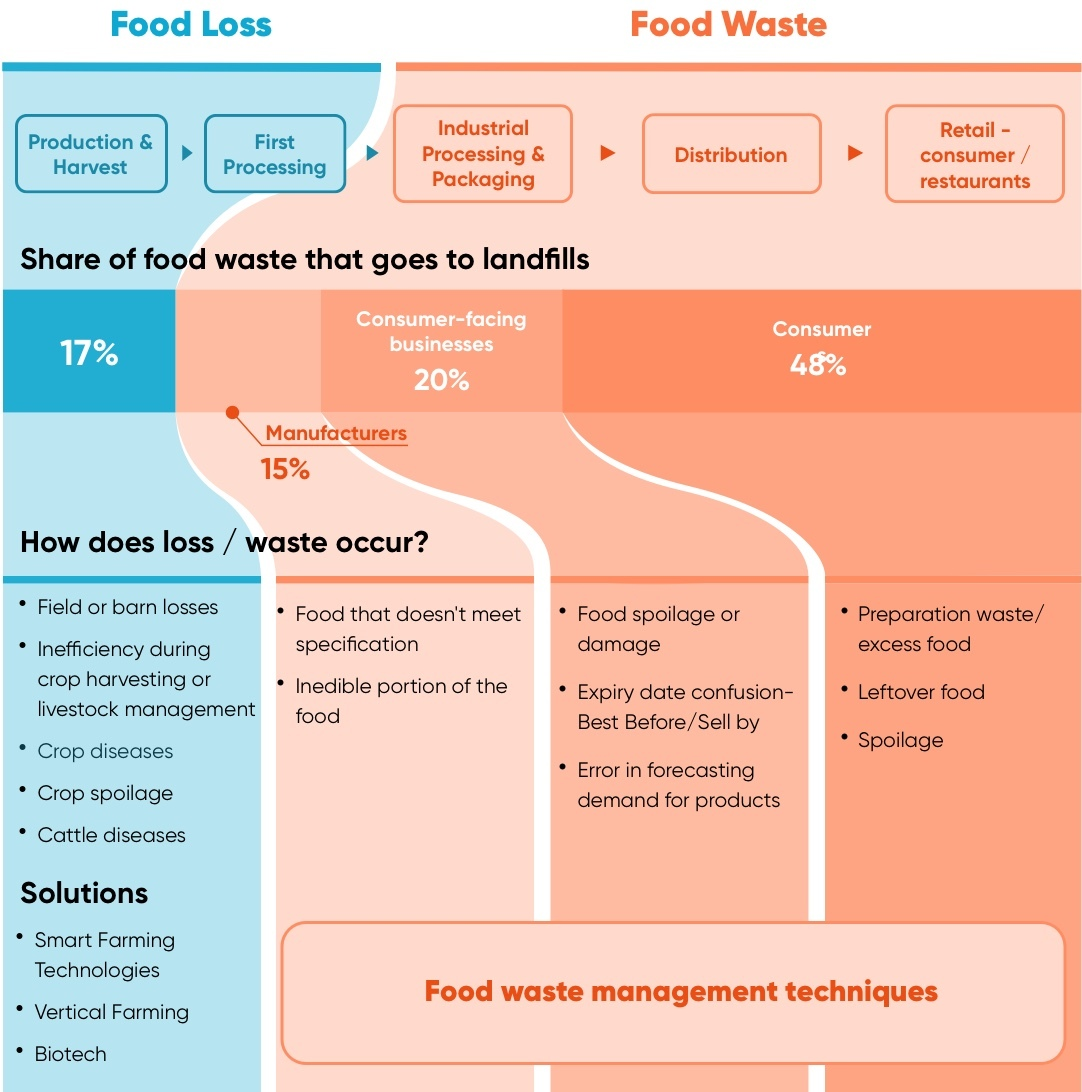 Food Loss
Food Waste
Production &
Harvest
First
Processing
Industrial
Processing &
Packaging
Distribution
Retail -
consumer /
restaurants
Share of food waste that goes to landfills
17%
Consumer-facing
businesses
20%
Consumer
s
48%
Manufacturers
15%
How does loss / waste occur?
• Field or barn losses
• Inefficiency during
crop harvesting or
livestock management
• Crop diseases
• Crop spoilage
• Cattle diseases
• Food that doesn't meet
specification
• Inedible portion of the
food
• Food spoilage or
damage
• Expiry date confusion-
Best Before/Sell by
• Error in forecasting
demand for products
• Preparation waste/
excess food
• Leftover food
• Spoilage
Solutions
• Smart Farming
Technologies
• Vertical Farming
• Biotech
Food waste management techniques